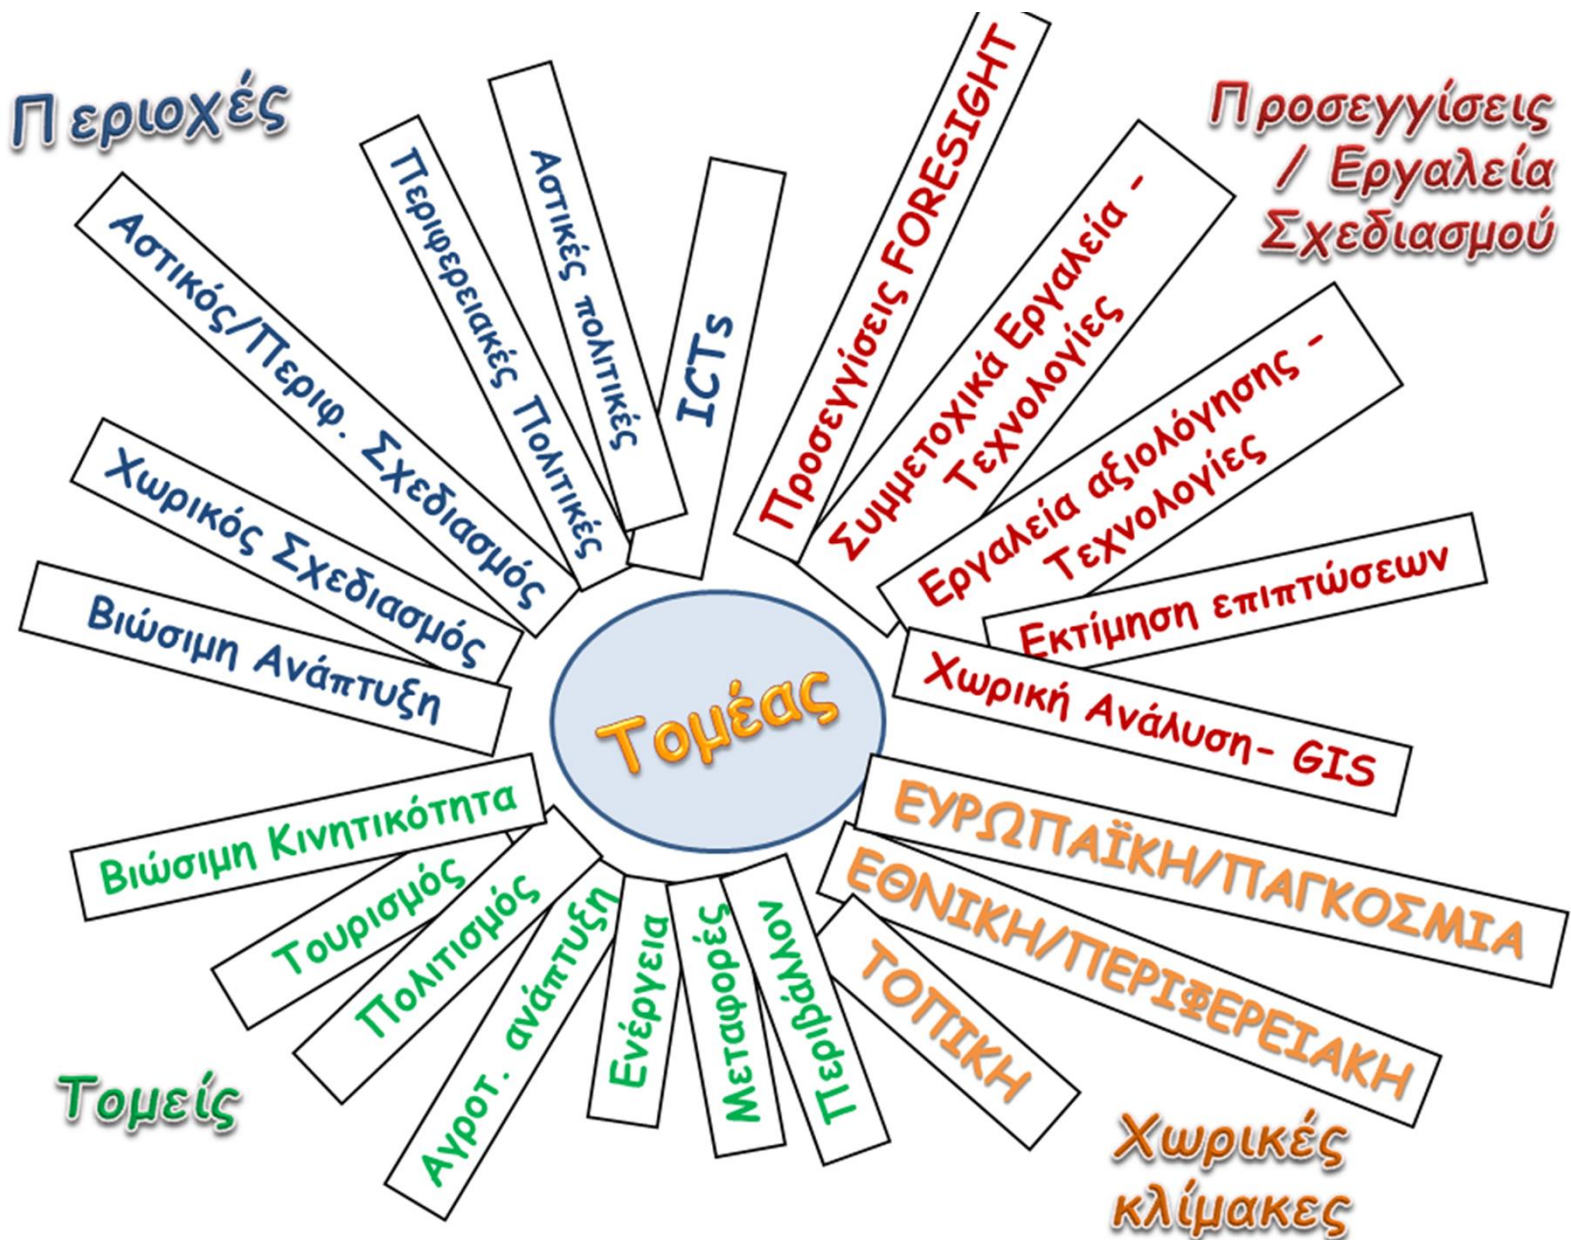 Περιοχές
Βιώσιμη Ανάπτυξη
Χωρικός Σχεδιασμός
Αστικός/Περιφ. Σχεδιασμός
Περιφερειακές Πολιτικές
Αστικές πολιτικές
ICTs
Προσεγγίσεις
/ Εργαλεία
Σχεδιασμού
Προσεγγίσεις FORESIGHT
Συμμετοχικά Εργαλεία -
Τεχνολογίες
Εργαλεία αξιολόγησης -
Τεχνολογίες
Εκτίμηση επιπτώσεων
Χωρική Ανάλυση- GIS
Τομέας
ΕΥΡΩΠΑΪΚΗ/ΠΑΓΚΟΣΜΙΑ
ΕΘΝΙΚΗ/ΠΕΡΙΦΕΡΕΙΑΚΗ
ΤΟΠΙΚΗ
Χωρικές
κλίμακες
Βιώσιμη Κινητικότητα
Τουρισμός
Πολιτισμός
Αγροτ. ανάπτυξη
Ενέργεια
Μεταφορές
Περιβάλλον
Τομείς